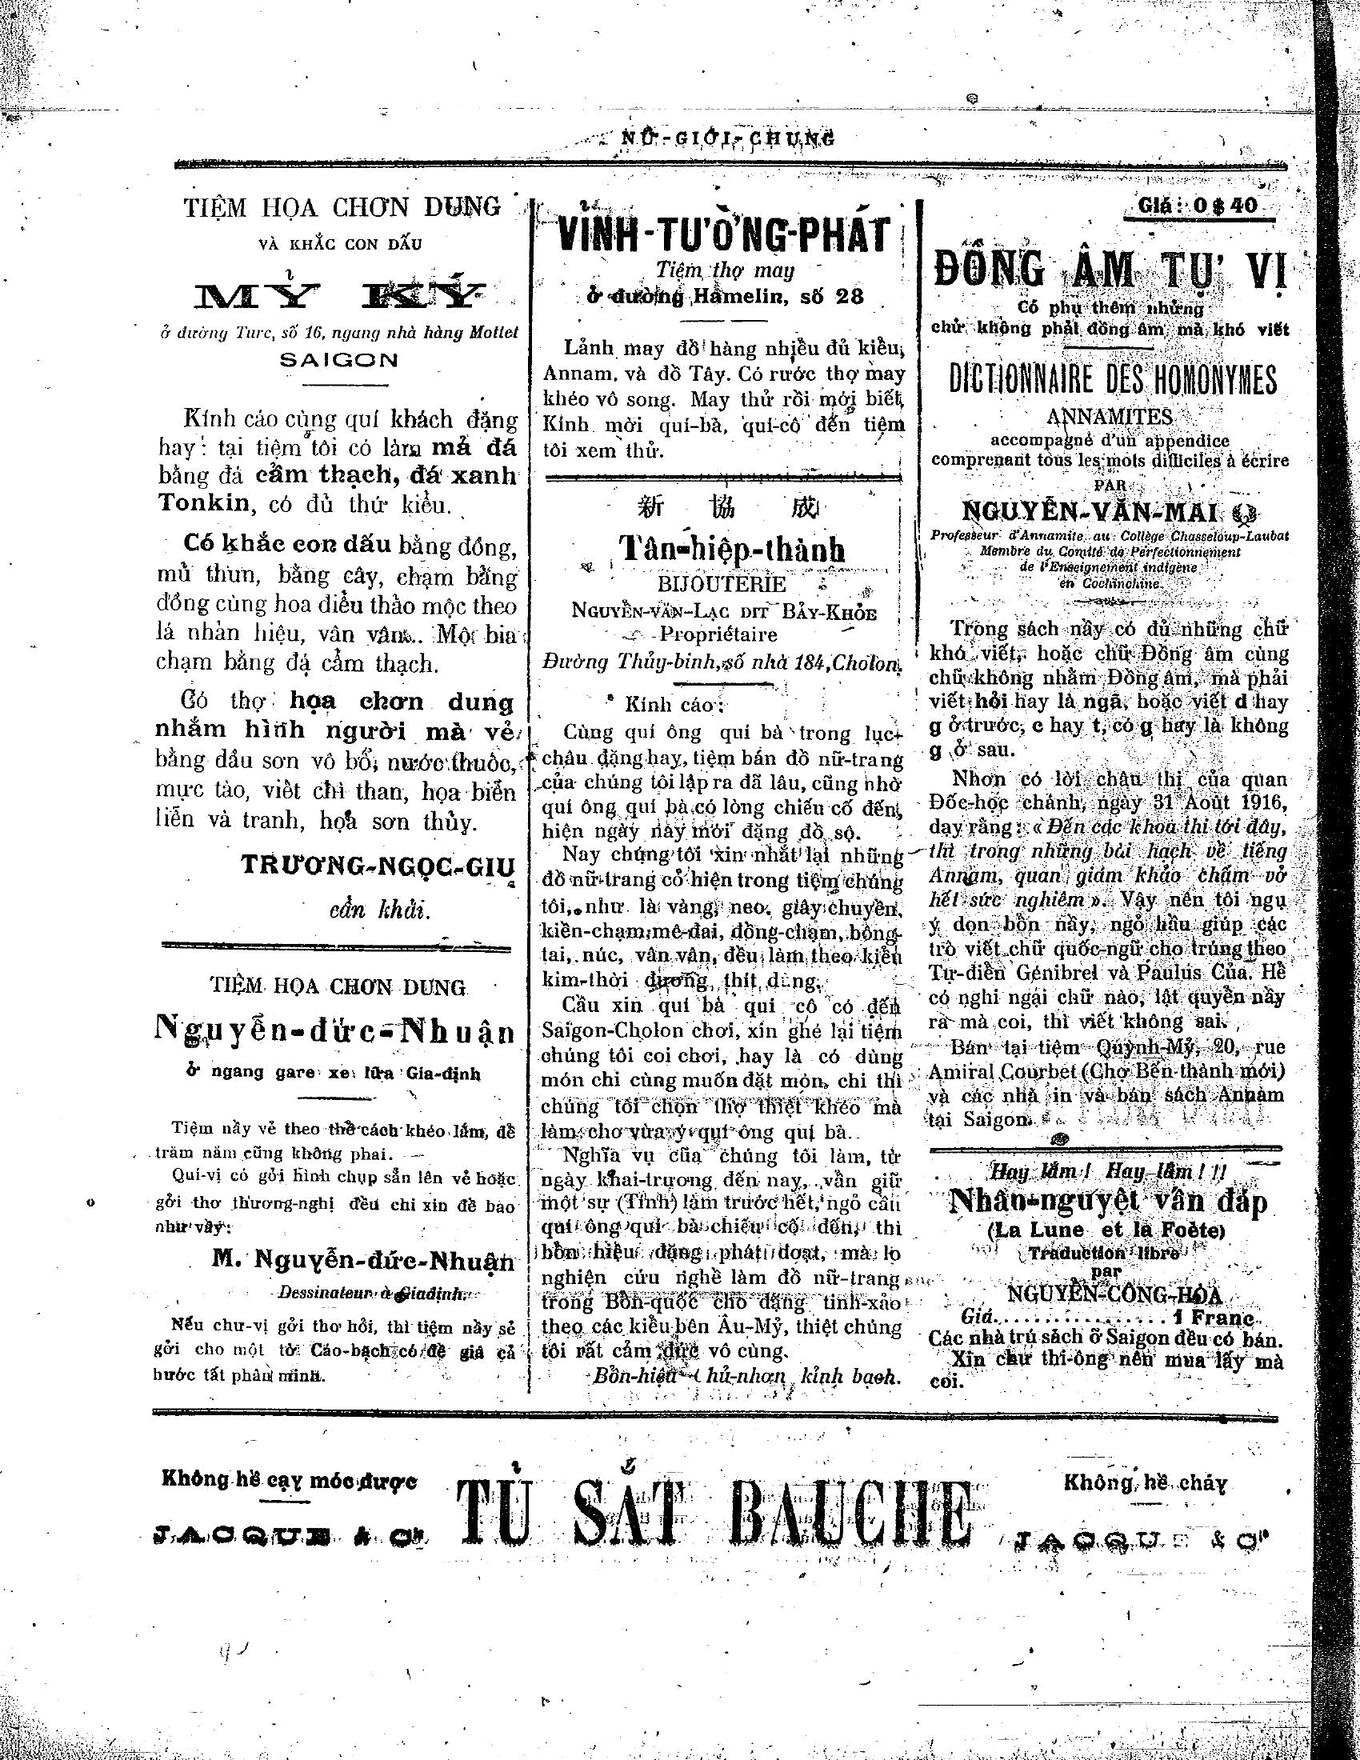 NỮ-GIỚI-CHUNG
TIỆM HỌA CHƠN DUNG
VÀ KHẮC CON DẤU
MỶ KÝ
ở đường Turc, số 16, ngang nhà hàng Mottet
SAIGON
Kính cáo cùng quí khách đặng
hay: tại tiệm tôi có làm mả đá
bằng đá cẩm thạch, đá xanh
Tonkin, có đủ thứ kiểu.
Có khắc con dấu bằng đồng,
mủ thun, bằng cây, chạm bằng
đồng cùng hoa điểu thảo mộc theo
lá nhản hiệu, vân vân... Mộ bia
chạm bằng đá cẩm thạch.
Có thợ họa chơn dung
nhắm hình người mà vẻ
bằng dầu sơn vô bố, nước thuốc,
mực tàu, viết chì than, họa biển
liễn và tranh, họa sơn thủy.
TRƯƠNG-NGỌC-GIỤ
cẩn khải.
TIỆM HỌA CHƠN DUNG
Nguyễn-đức-Nhuận
ở ngang gare xe lửa Gia-định
Tiệm nầy vẻ theo thể cách khéo lắm, để
trăm năm cũng không phai.
Quí-vị có gởi hình chụp sẳn lên vẻ hoặc
gởi thơ thương-nghị đều chỉ xin đề bao
như vầy:
M. Nguyễn-đức-Nhuận
Dessinateur à Giadinh.
Nếu chư-vị gởi thơ hỏi, thì tiệm nầy sẻ
gởi cho một tờ Cáo-bạch có đề giá cả
hước tất phân minh.
VỈNH-TƯỜNG-PHÁT
Tiệm thợ may
ở đường Hamelin, số 28
Lảnh may đồ hàng nhiều đủ kiểu,
Annam, và đồ Tây. Có rước thợ may
khéo vô song. May thử rồi mới biết,
Kính mời quí-bà, quí-cô đến tiệm
tôi xem thử.
新 協 成
Tân-hiệp-thành
BIJOUTERIE
NGUYỄN-VĂN-LẠC DIT BẢY-KHỎE
Propriétaire
Đường Thủy-binh, số nhà 184, Cholon,
Kính cáo:
Cùng quí ông quí bà trong lục-
châu đặng hay, tiệm bán đồ nữ-trang
của chúng tôi lập ra đã lâu, cũng nhờ
quí ông quí bà có lòng chiếu cố đến,
hiện ngày nầy mới đặng đồ sộ.
Nay chúng tôi xin nhắt lại những
đồ nữ-trang có hiện trong tiệm chúng
tôi, như là vàng, neo, giây chuyền,
kiền-chạm, mề-đai, đồng-chạm, bông-
tai, núc, vân vân, đều làm theo kiểu
kim-thời đương thít dùng.
Cầu xin quí bà quí cô có đến
Saigon-Cholon chơi, xin ghé lại tiệm
chúng tôi coi chơi, hay là có dùng
món chi cùng muốn đặt món chi thì
chúng tôi chọn thợ thiệt khéo mà
làm cho vừa ý quí ông quí bà.
Nghĩa vụ của chúng tôi làm, từ
ngày khai-trương đến nay, vẫn giữ
một sự (Tính) làm trước hết, ngỏ cầu
quí ông quí bà chiếu cố đến, thì
bổn hiệu đặng phát đoạt, mà lo
nghiên cứu nghề làm đồ nữ-trang
trong Bổn-quốc cho đặng tinh-xảo
theo các kiểu bên Âu-Mỷ, thiệt chúng
tôi rất cảm đức vô cùng.
Bổn-hiệu Chủ-nhơn kỉnh bạch.
Giá: 0 $ 40
ĐỒNG ÂM TỰ VỊ
Có phụ thêm những
chử không phải đồng âm mà khó viết
DICTIONNAIRE DES HOMONYMES
ANNAMITES
accompagné d'un appendice
comprenant tous les mots difficiles à écrire
PAR
NGUYỄN-VĂN-MAI
Professeur d'Annamite au Collège Chasseloup-Laubat
Membre du Comité de Perfectionnement
de l'Enseignement indigène
en Cochinchine
Trong sách nầy có đủ những chữ
khó viết, hoặc chữ Đồng âm cùng
chữ không nhằm Đồng âm, mà phải
viết hỏi hay là ngã, hoặc viết d hay
g ở trước, c hay t, có g hay là không
g ở sau.
Nhơn có lời châu thị của quan
Đốc-học chánh, ngày 31 Août 1916,
dạy rằng: « Đến các khoa thi tới đây,
thì trong những bài hạch về tiếng
Annam, quan giám khảo chấm vở
hết sức nghiêm ». Vậy nên tôi ngụ
ý dọn bổn nầy, ngỏ hầu giúp các
trò viết chữ quốc-ngữ cho trúng theo
Tự-điển Génibrel và Paulus Của. Hễ
có nghi ngại chữ nào, lật quyển nầy
ra mà coi, thì viết không sai.
Bán tại tiệm Quỳnh-Mỷ, 20, rue
Amiral Courbet (Chợ Bến-thành mới)
và các nhà in và bán sách Annam
tại Saigon.
Hay lắm! Hay lắm!!!
Nhân-nguyệt vấn đáp
(La Lune et la Poète)
Traduction libre
par
NGUYỄN-CÔNG-HÒA
Giá................ 1 Franc
Các nhà trử sách ở Saigon đều có bán.
Xin chư thi-ông nên mua lấy mà
coi.
Không hề cạy móc được
JACQUE & Cie
TỦ SẮT BAUCHE
Không hề cháy
JACQUE & Cie